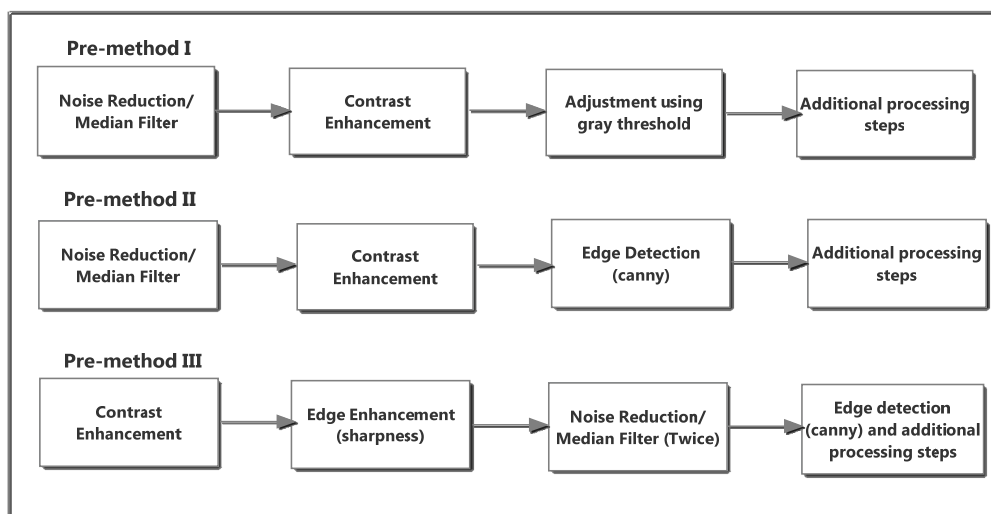 Pre-method I
Noise Reduction/
Median Filter
Contrast
Enhancement
Adjustment using
gray threshold
Additional processing
steps
Pre-method II
Noise Reduction/
Median Filter
Contrast
Enhancement
Edge Detection
(canny)
Additional processing
steps
Pre-method III
Contrast
Enhancement
Edge Enhancement
(sharpness)
Noise Reduction/
Median Filter (Twice)
Edge detection
(canny) and additional
processing steps